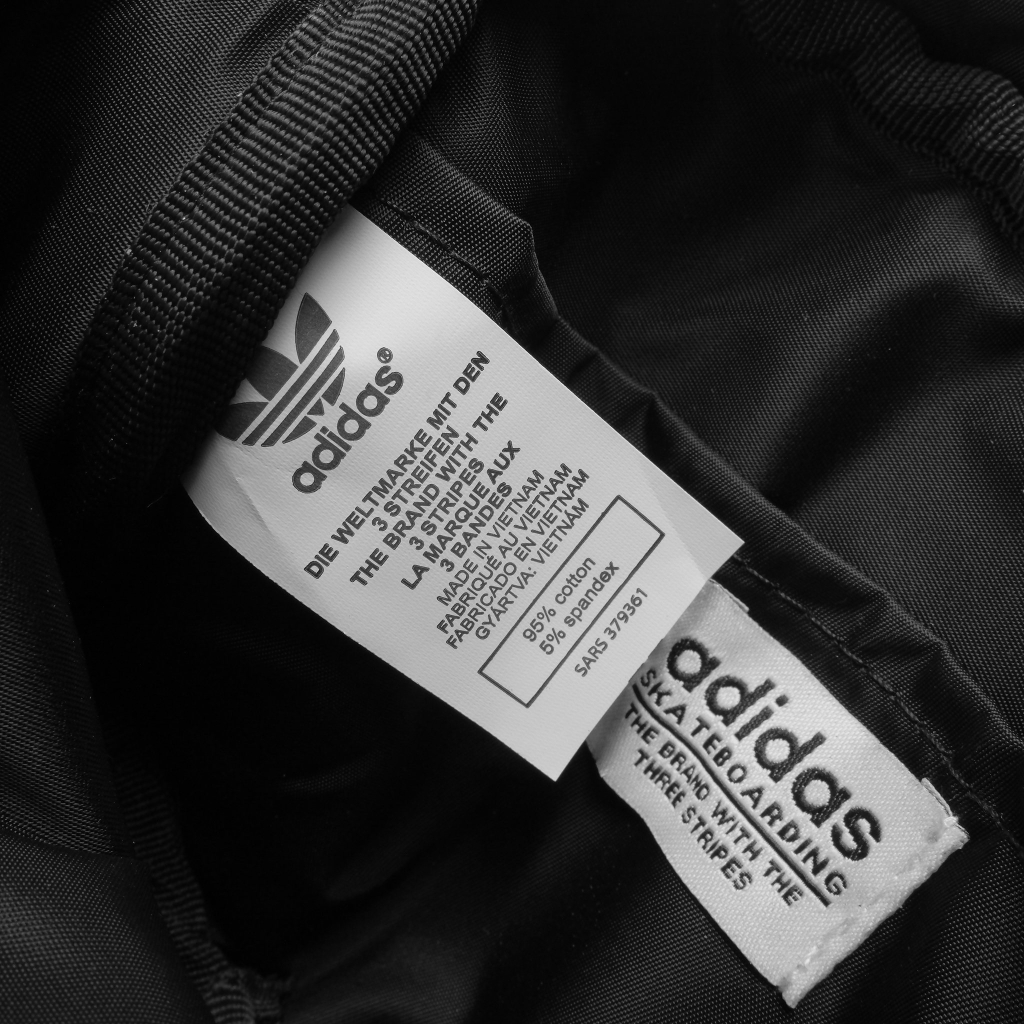 adidas®
DIE WELTMARKE MIT DEN
3 STREIFEN
THE BRAND WITH THE
3 STRIPES
LA MARQUE AUX
3 BANDES
MADE IN VIETNAM
FABRIQUÉ AU VIETNAM
FABRICADO EN VIETNAM
GYÁRTVA: VIETNÁM
95% cotton
5% spandex
SARS 379361
adidas
SKATEBOARDING
THE BRAND WITH THE
THREE STRIPES